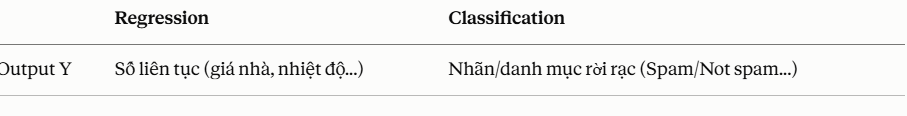 Regression Classification
Output Y Số liên tục (giá nhà, nhiệt độ...) Nhãn/danh mục rời rạc (Spam/Not spam...)